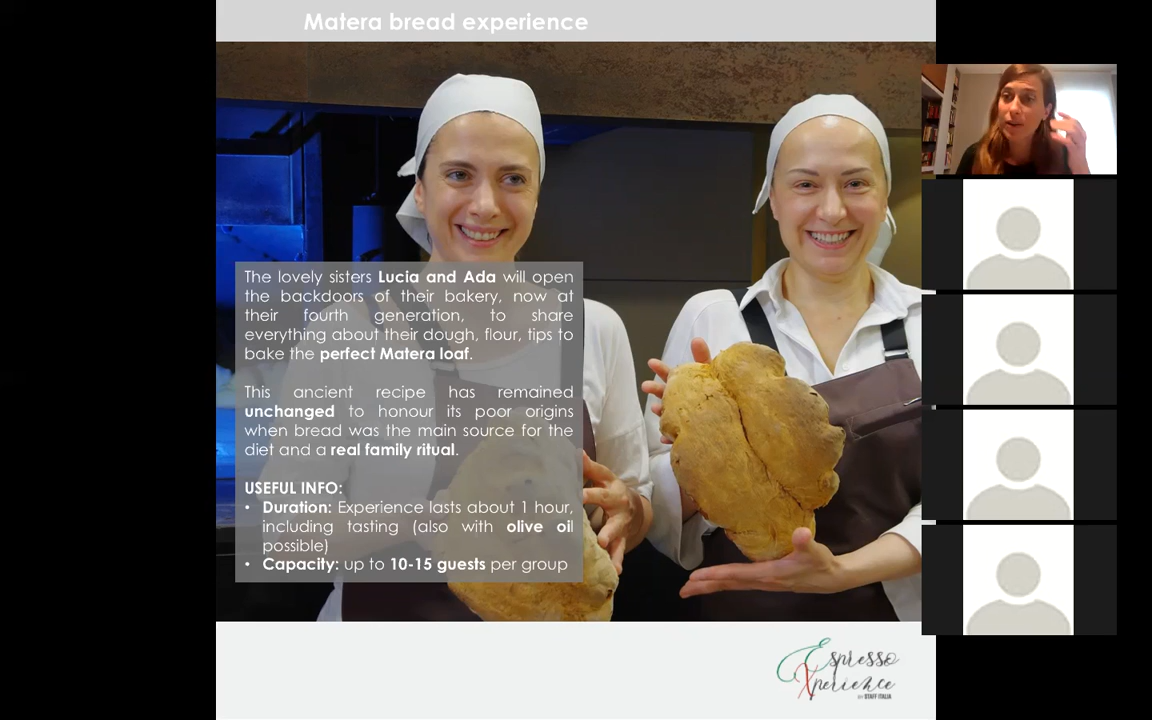 Matera bread experience
The lovely sisters Lucia and Ada will open
the backdoors of their bakery, now at
their fourth generation, to share
everything about their dough, flour, tips to
bake the perfect Matera loaf.
This ancient recipe has remained
unchanged to honour its poor origins
when bread was the main source for the
diet and a real family ritual.
USEFUL INFO:
• Duration: Experience lasts about 1 hour,
including tasting (also with olive oil
possible)
• Capacity: up to 10-15 guests per group
Espresso
Xperience
BY STAFF ITALIA